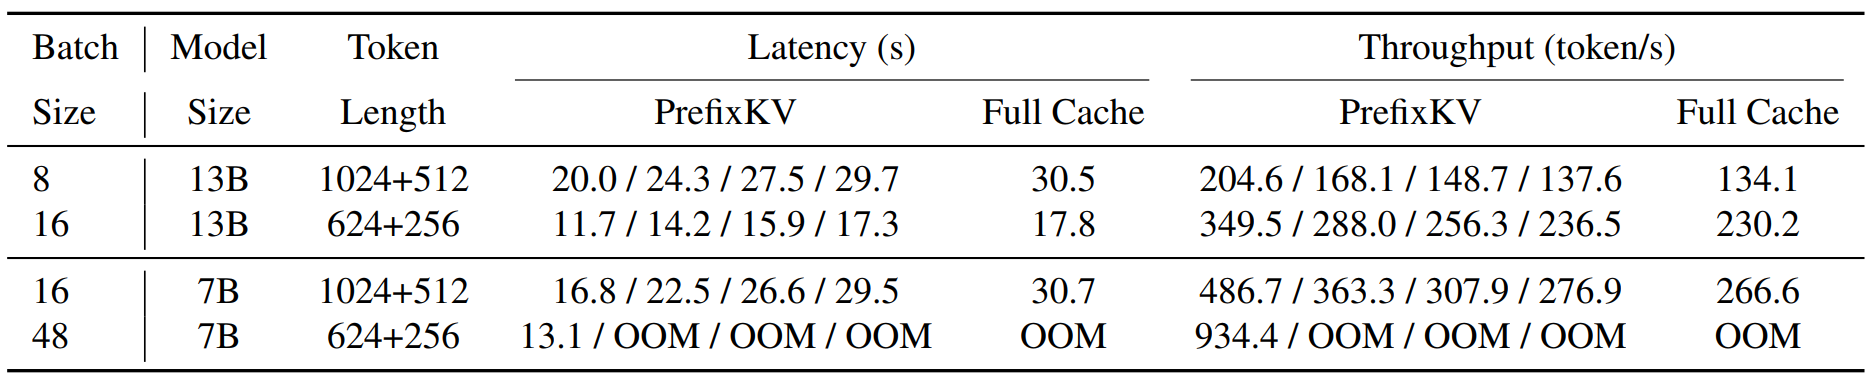 Batch Model Token Latency (s) Throughput (token/s)
Size Size Length PrefixKV Full Cache PrefixKV Full Cache
8 13B 1024+512 20.0 / 24.3 / 27.5 / 29.7 30.5 204.6 / 168.1 / 148.7 / 137.6 134.1
16 13B 624+256 11.7 / 14.2 / 15.9 / 17.3 17.8 349.5 / 288.0 / 256.3 / 236.5 230.2
16 7B 1024+512 16.8 / 22.5 / 26.6 / 29.5 30.7 486.7 / 363.3 / 307.9 / 276.9 266.6
48 7B 624+256 13.1 / OOM / OOM / OOM OOM 934.4 / OOM / OOM / OOM OOM